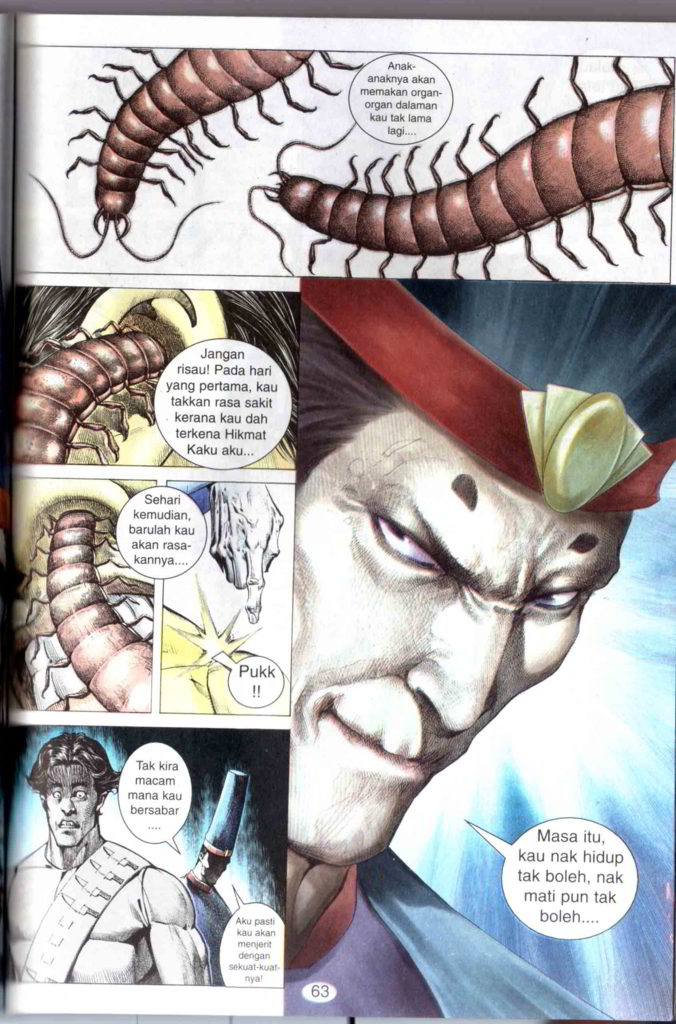 Anak-
anaknya akan
memakan organ-
organ dalaman
kau tak lama
lagi....
Jangan
risau! Pada hari
yang pertama, kau
takkan rasa sakit
kerana kau dah
terkena Hikmat
Kaku aku...
Sehari
kemudian,
barulah kau
akan rasa-
kannya....
Pukk
!!
Tak kira
macam
mana kau
bersabar
....
Aku pasti
kau akan
menjerit
dengan
sekuat-kuat-
nya!
Masa itu,
kau nak hidup
tak boleh, nak
mati pun tak
boleh....
63